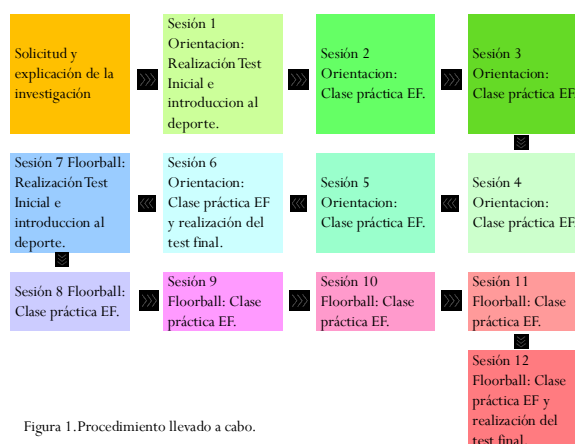 Solicitud y
explicación de la
investigación
Sesión 1
Orientacion:
Realización Test
Inicial e
introduccion al
deporte.
Sesión 2
Orientacion:
Clase práctica EF.
Sesión 3
Orientacion:
Clase práctica EF.
Sesión 4
Orientacion:
Clase práctica EF.
Sesión 5
Orientacion:
Clase práctica EF.
Sesión 6
Orientacion:
Clase práctica EF
y realización del
test final.
Sesión 7 Floorball:
Realización Test
Inicial e
introduccion al
deporte.
Sesión 8 Floorball:
Clase práctica EF.
Sesión 9
Floorball: Clase
práctica EF.
Sesión 10
Floorball: Clase
práctica EF.
Sesión 11
Floorball: Clase
práctica EF.
Sesión 12
Floorball: Clase
práctica EF y
realización del
test final.
Figura 1. Procedimiento llevado a cabo.